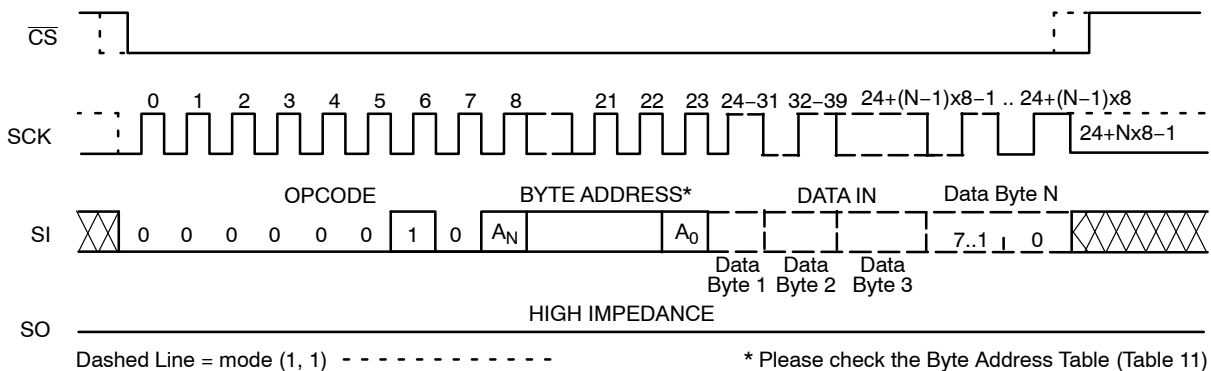 CS
0 1 2 3 4 5 6 7 8 21 22 23 24–31 32–39 24+(N–1)x8–1 .. 24+(N–1)x8
SCK
24+Nx8–1
OPCODE BYTE ADDRESS* DATA IN Data Byte N
SI
0 0 0 0 0 0 1 0 AN A0 7..1 0
Data Byte 1
Data Byte 2
Data Byte 3
HIGH IMPEDANCE
SO
Dashed Line = mode (1, 1)
* Please check the Byte Address Table (Table 11)